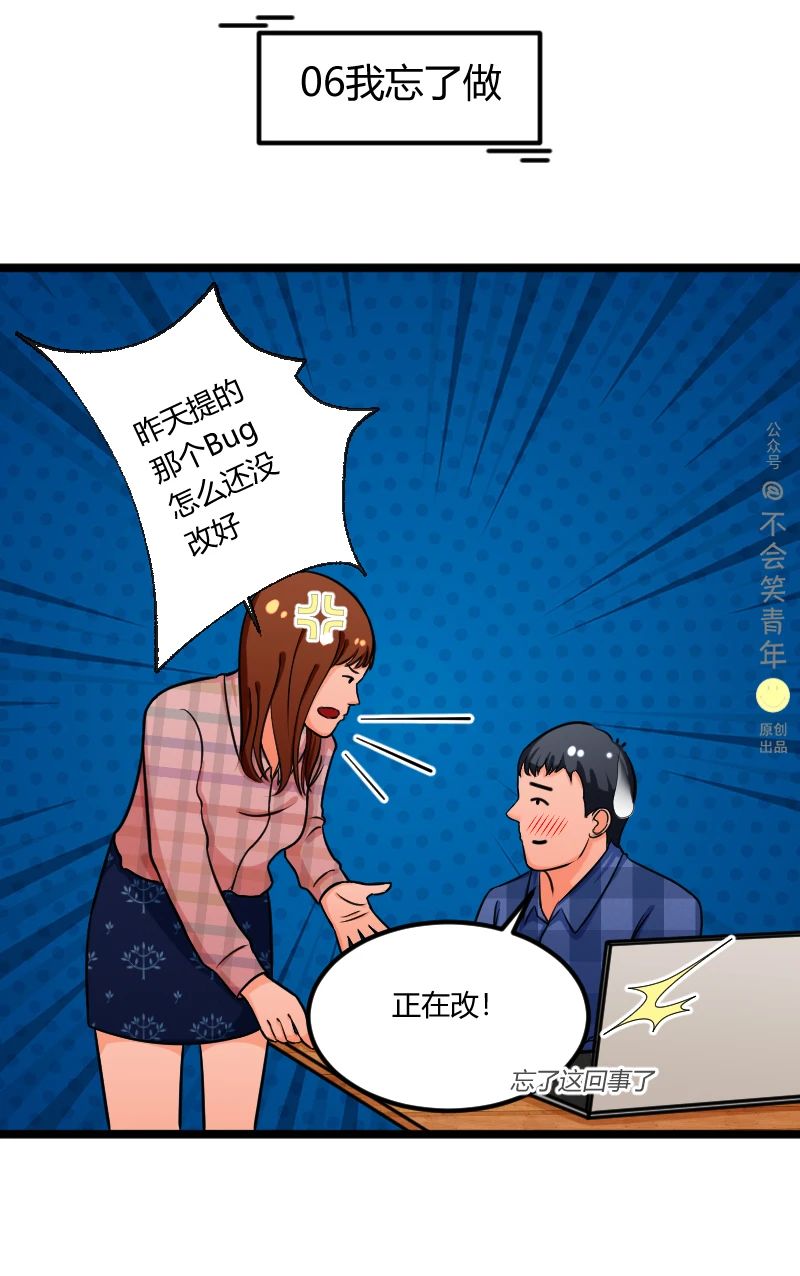 06我忘了做
昨天提的
那个Bug
怎么还没
改好
正在改！
忘了这回事了
公众号
@不会笑青年
原创
出品